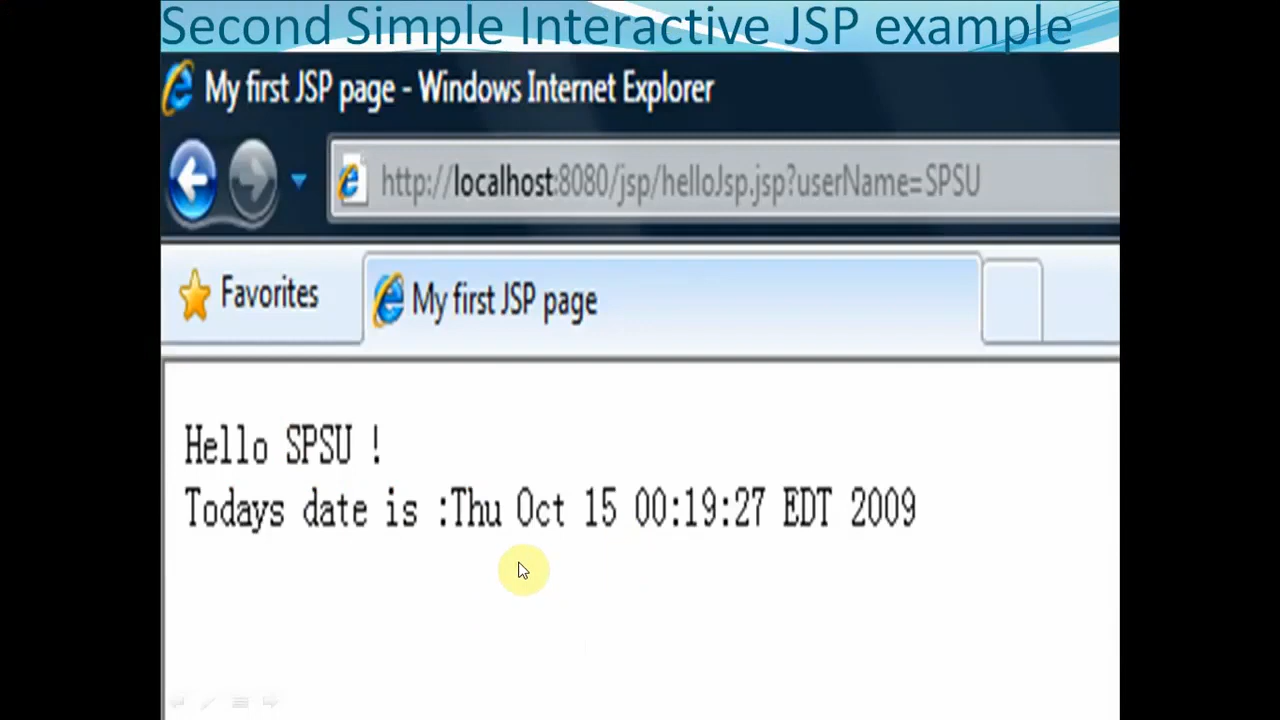 Second Simple Interactive JSP example
My first JSP page - Windows Internet Explorer
http://localhost:8080/jsp/helloJsp.jsp?userName=SPSU
Favorites
My first JSP page
Hello SPSU !
Todays date is :Thu Oct 15 00:19:27 EDT 2009